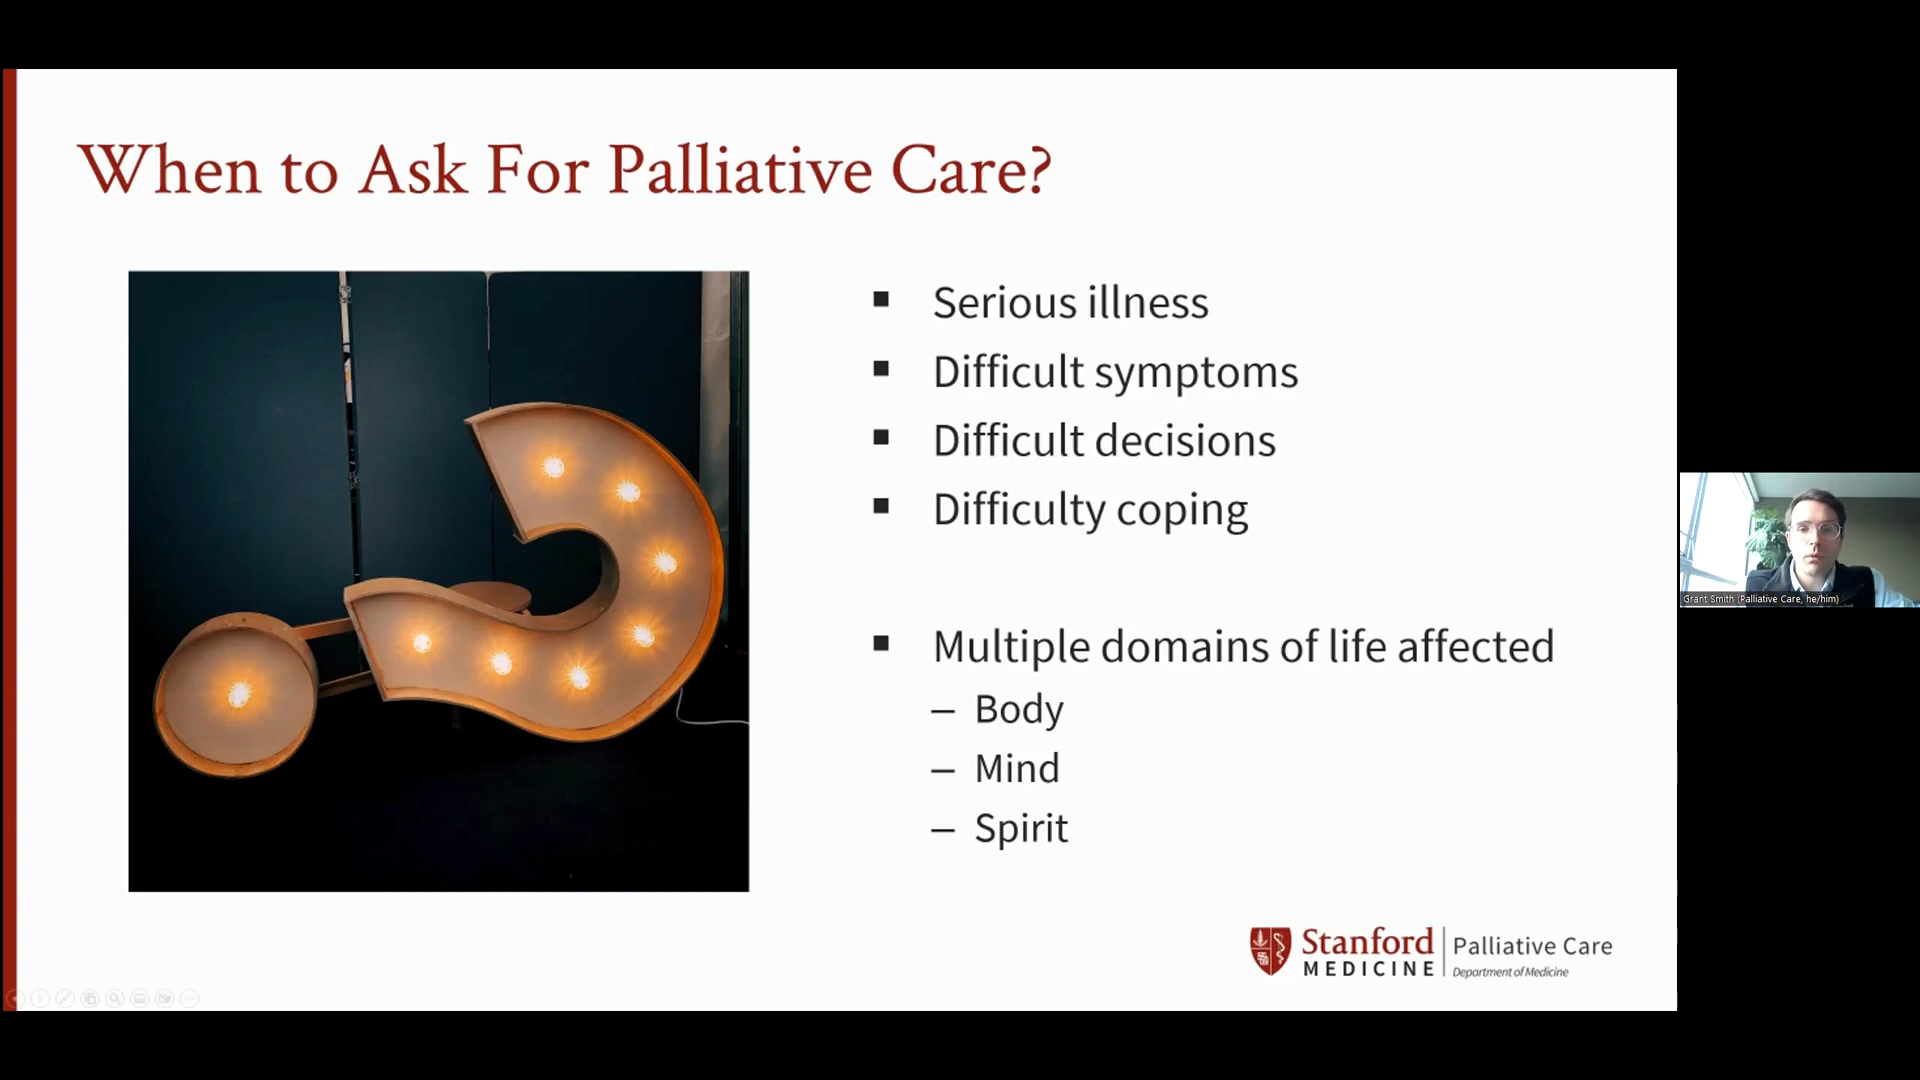 When to Ask For Palliative Care?
■ Serious illness
■ Difficult symptoms
■ Difficult decisions
■ Difficulty coping
■ Multiple domains of life affected
– Body
– Mind
– Spirit
Stanford
MEDICINE
Palliative Care
Department of Medicine
Grant Smith (Palliative Care, he/him)